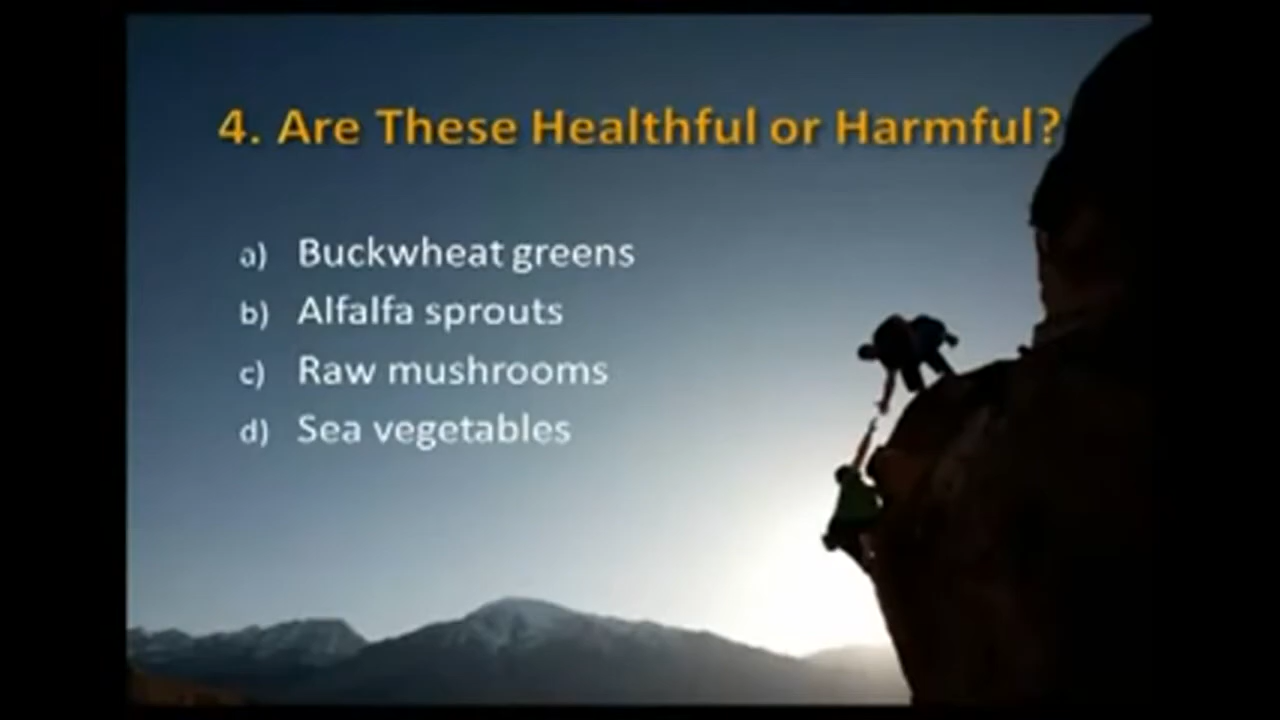 4. Are These Healthful or Harmful?
a) Buckwheat greens
b) Alfalfa sprouts
c) Raw mushrooms
d) Sea vegetables